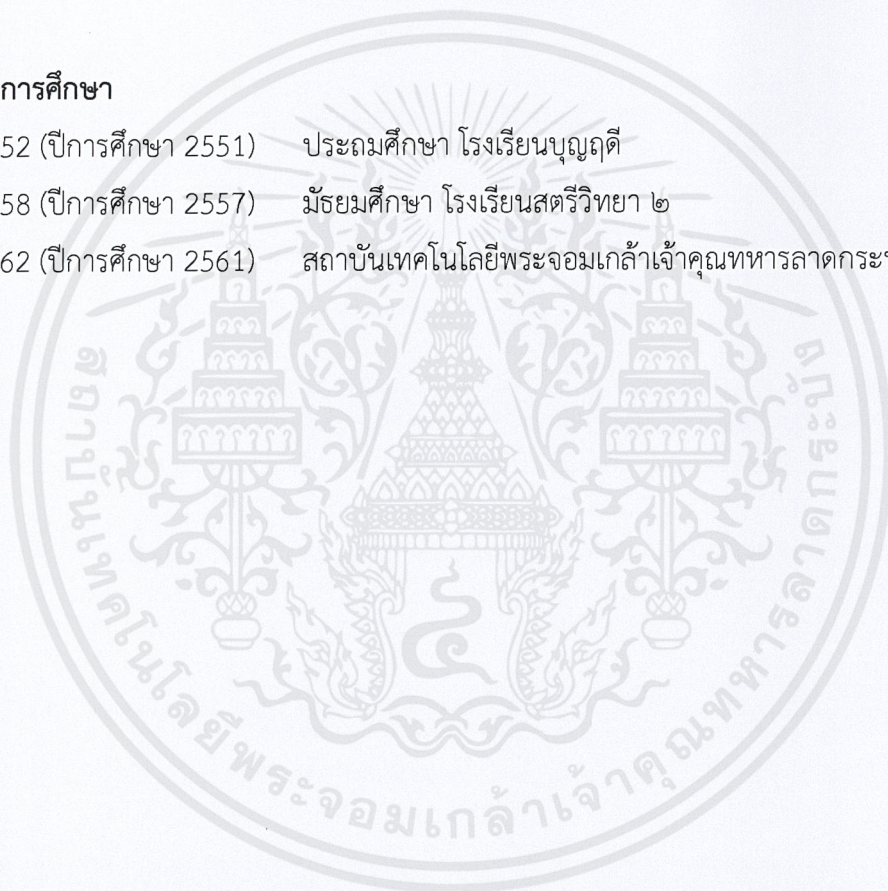 การศึกษา
52 (ปีการศึกษา 2551) ประถมศึกษา โรงเรียนบุญฤดี
58 (ปีการศึกษา 2557) มัธยมศึกษา โรงเรียนสตรีวิทยา ๒
62 (ปีการศึกษา 2561) สถาบันเทคโนโลยีพระจอมเกล้าเจ้าคุณทหารลาดกระ
สถาบันเทคโนโลยีพระจอมเกล้าเจ้าคุณทหารลาดกระบัง
๔